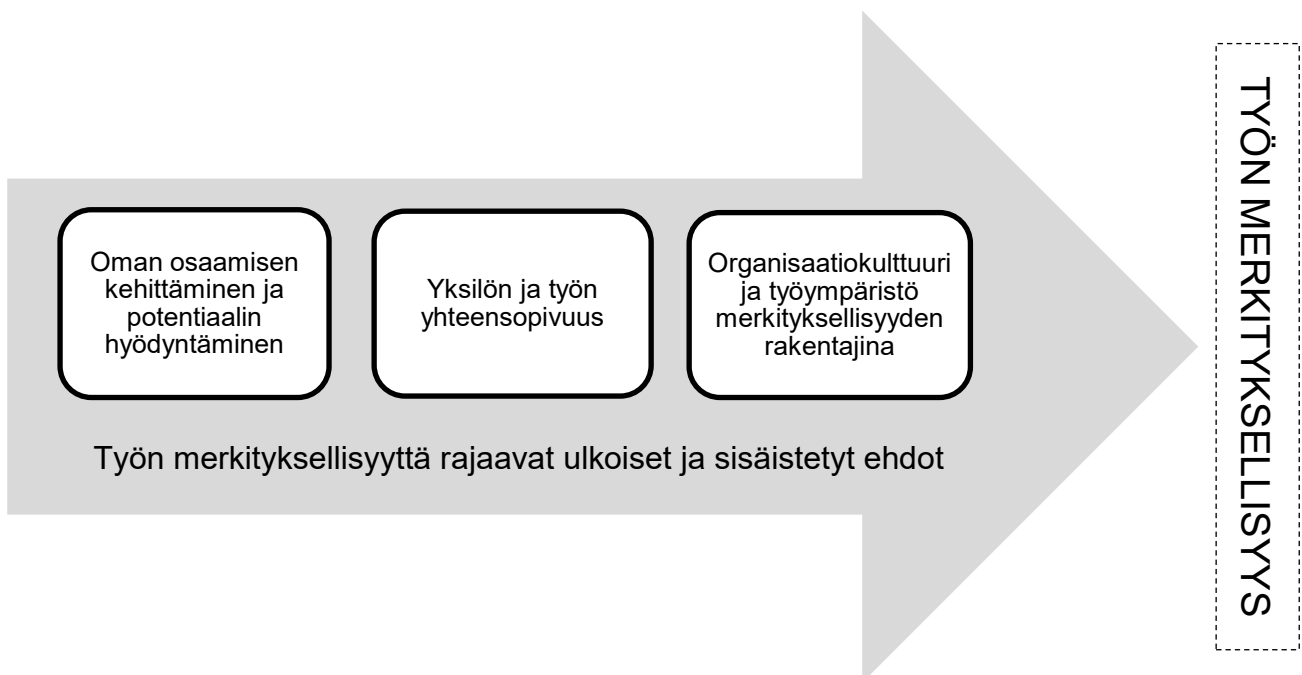 Oman osaamisen
kehittäminen ja
potentiaalin
hyödyntäminen
Yksilön ja työn
yhteensopivuus
Organisaatiokulttuuri
ja työympäristö
merkityksellisyyden
rakentajina
Työn merkityksellisyyttä rajaavat ulkoiset ja sisäistetyt ehdot
TYÖN MERKITYKSELLISYYS